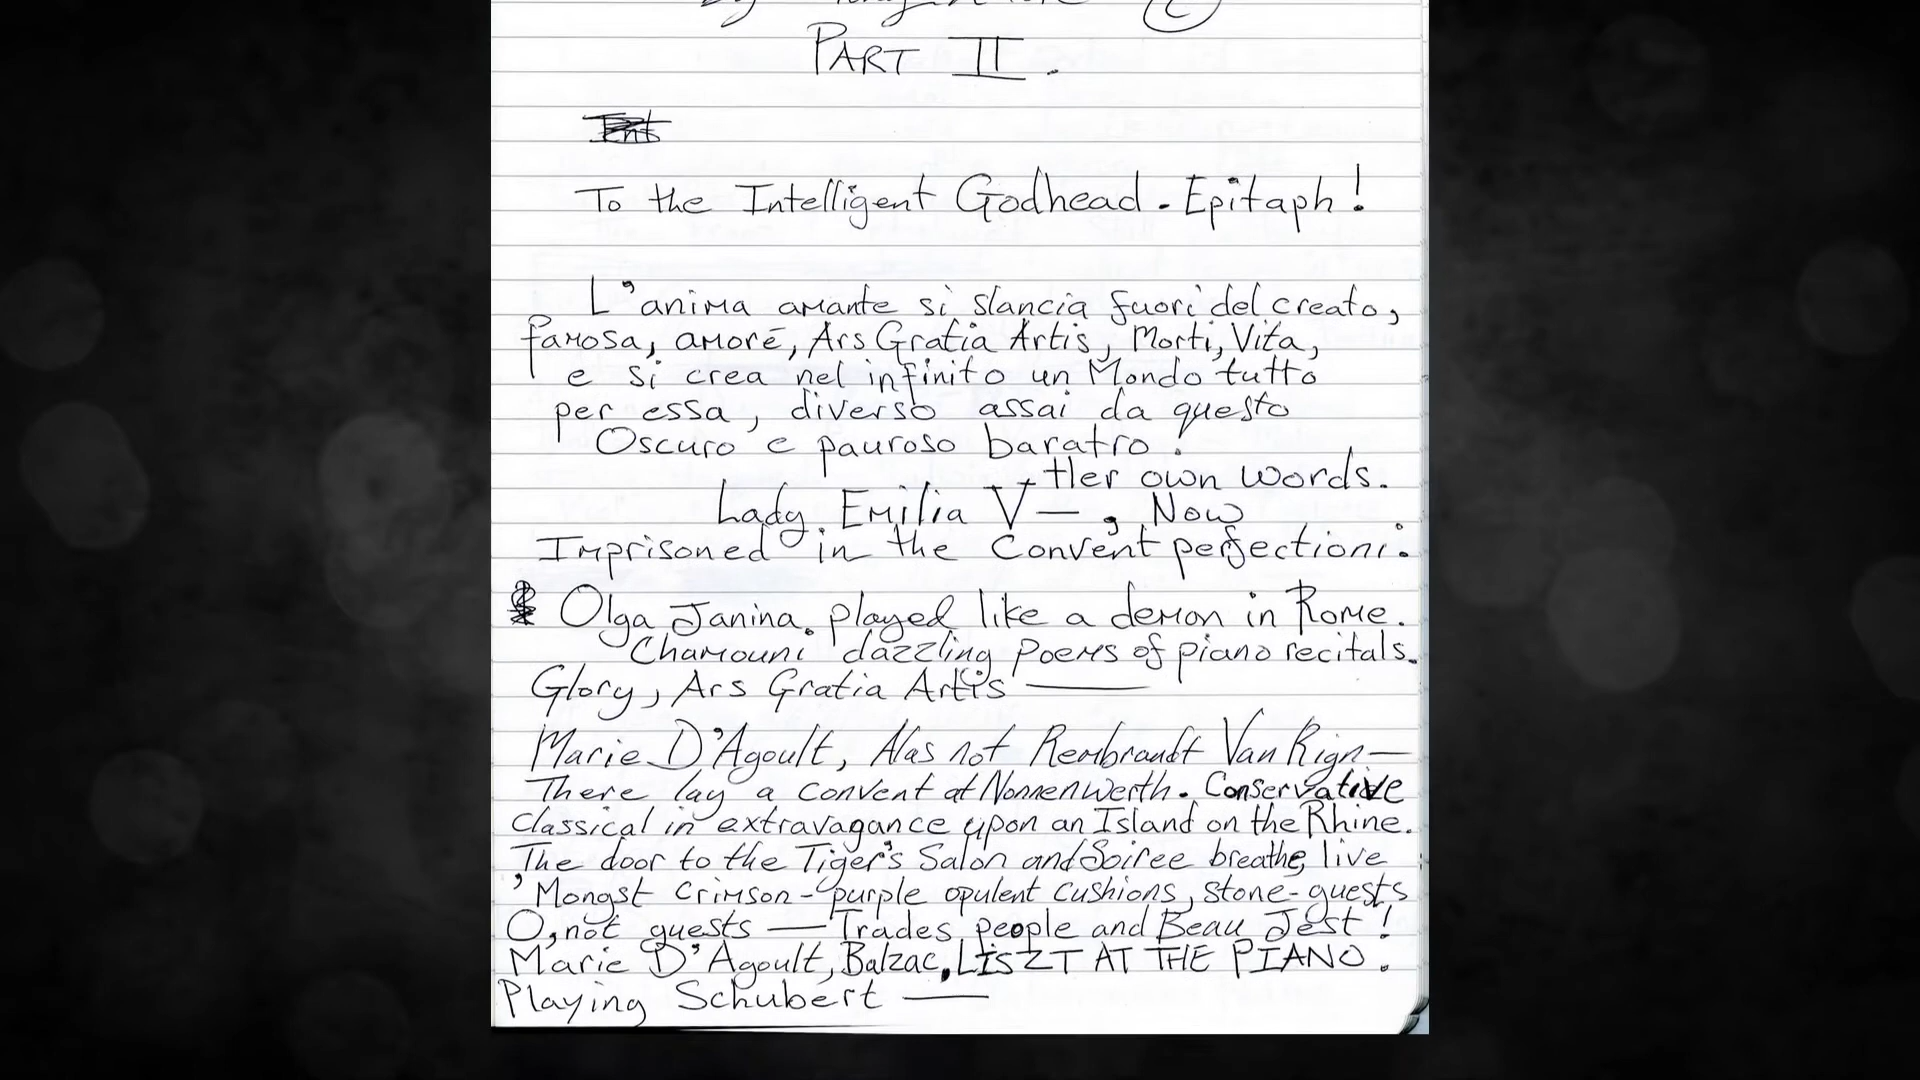 PART II.
To the Intelligent Godhead. Epitaph!
L'anima amante si slancia fuori del creato,
famosa, amoré, Ars Gratia Artis, Morti, Vita,
e si crea nel infinito un Mondo tutto
per essa, diverso assai da questo
Oscuro e pauroso baratro.
Her own words.
Lady. Emilia V—, Now
Imprisoned in the Convent perfectioni.
Olga Janina. played like a demon in Rome.
Chamouni dazzling Poems of piano recitals.
Glory, Ars Gratia Artis —
Marie D'Agoult, Alas not Rembrandt Van Rign—
There lay a convent at Nonnenwerth. Conservative
Classical in extravagance upon an Island on the Rhine.
The door to the Tiger's Salon and Soiree breathe, live
'Mongst Crimson-purple opulent cushions, stone-guests
O, not guests — Trades people and Beau Jest!
Marie D'Agoult, Balzac, LISZT AT THE PIANO.
Playing Schubert —